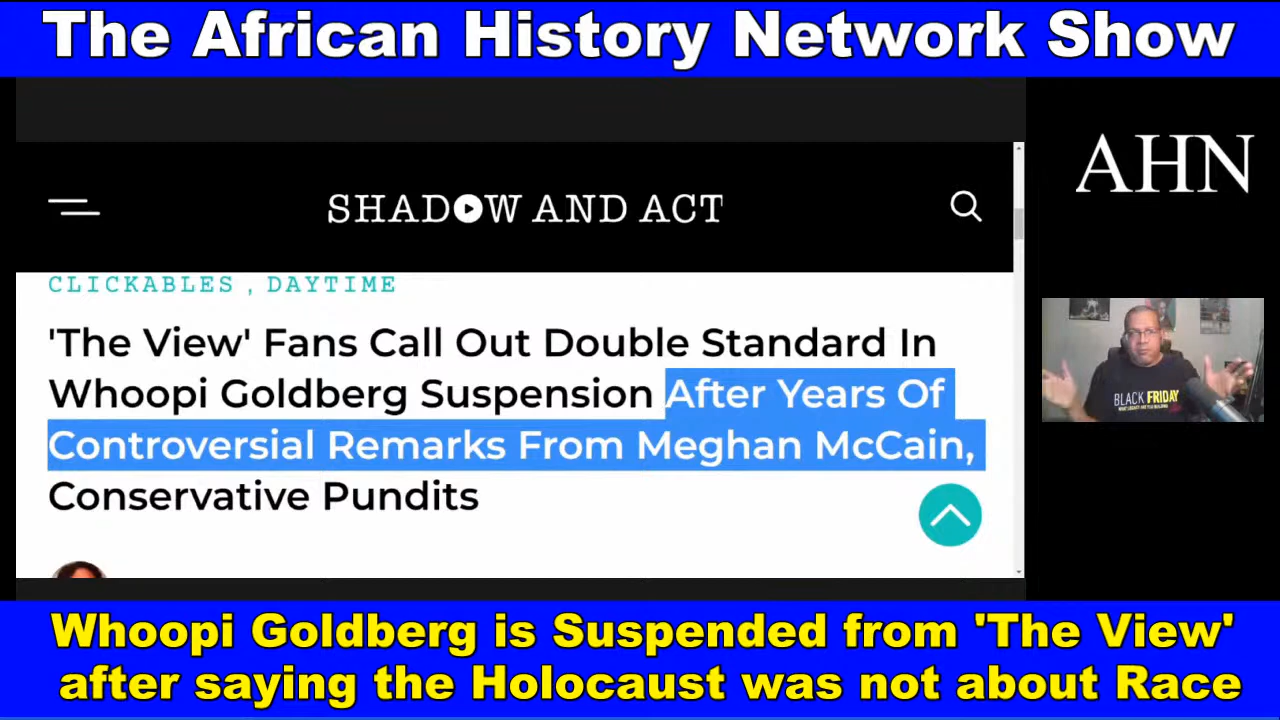 The African History Network Show
AHN
SHADOW AND ACT
CLICKABLES , DAYTIME
'The View' Fans Call Out Double Standard In
Whoopi Goldberg Suspension After Years Of
Controversial Remarks From Meghan McCain,
Conservative Pundits
BLACK FRIDAY
Whoopi Goldberg is Suspended from 'The View'
after saying the Holocaust was not about Race